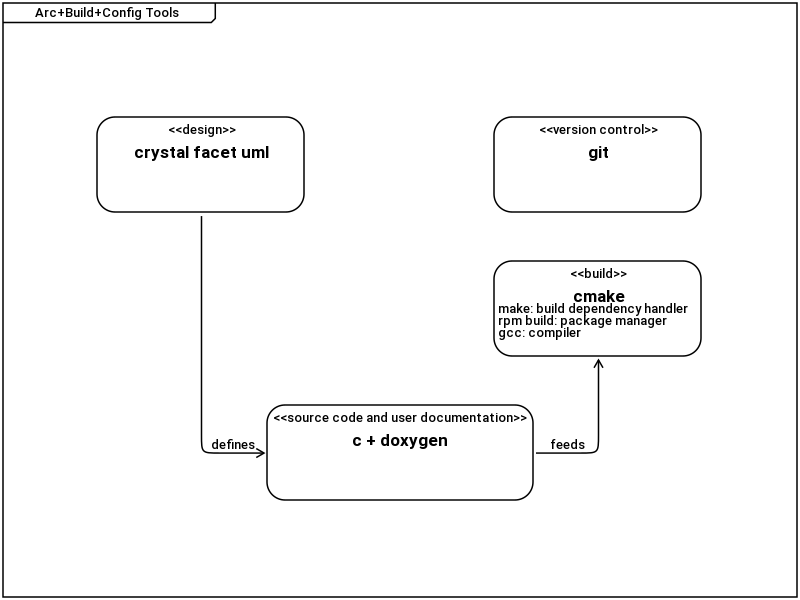 Arc+Build+Config Tools
<<design>>
crystal facet uml
<<version control>>
git
<<build>>
cmake
make: build dependency handler
rpm build: package manager
gcc: compiler
<<source code and user documentation>>
c + doxygen
defines
feeds